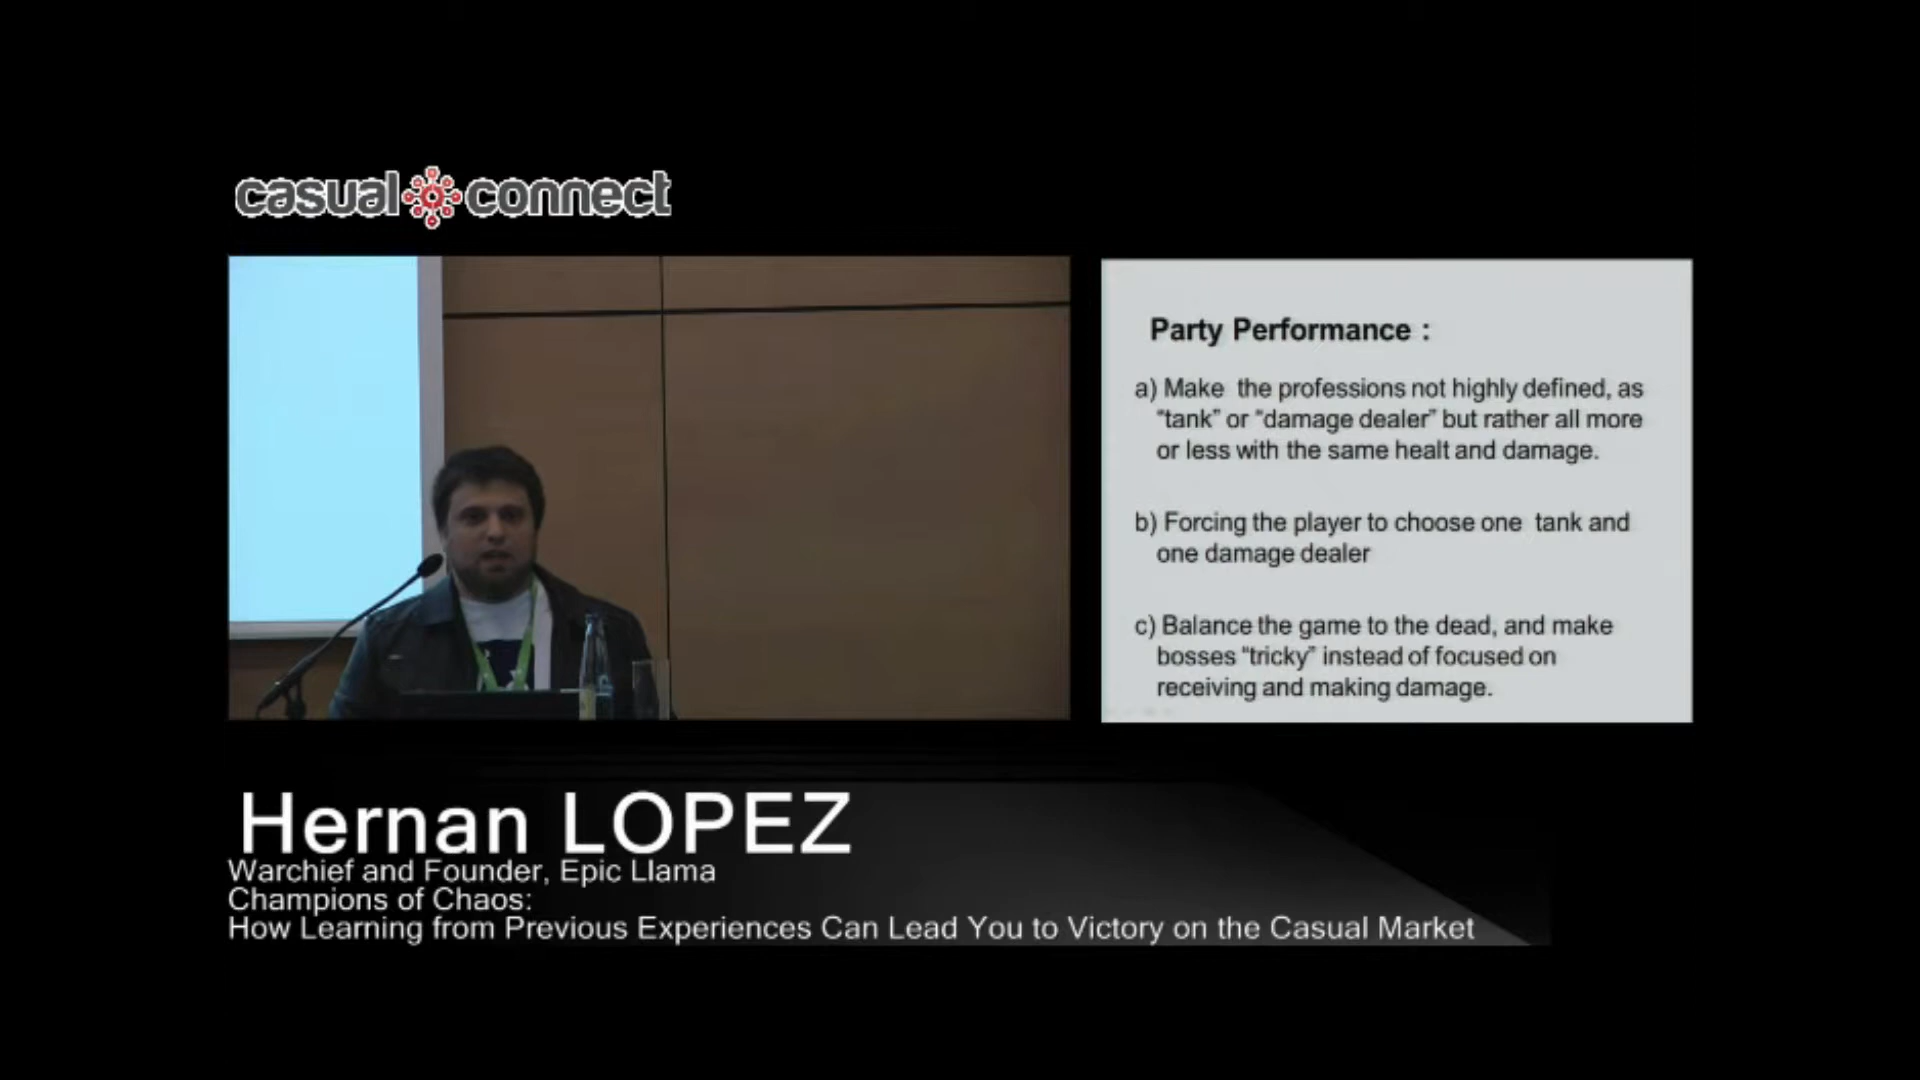 casual connect
Party Performance :
a) Make the professions not highly defined, as
“tank” or “damage dealer” but rather all more
or less with the same healt and damage.
b) Forcing the player to choose one tank and
one damage dealer
c) Balance the game to the dead, and make
bosses “tricky” instead of focused on
receiving and making damage.
Hernan LOPEZ
Warchief and Founder, Epic Llama
Champions of Chaos:
How Learning from Previous Experiences Can Lead You to Victory on the Casual Market